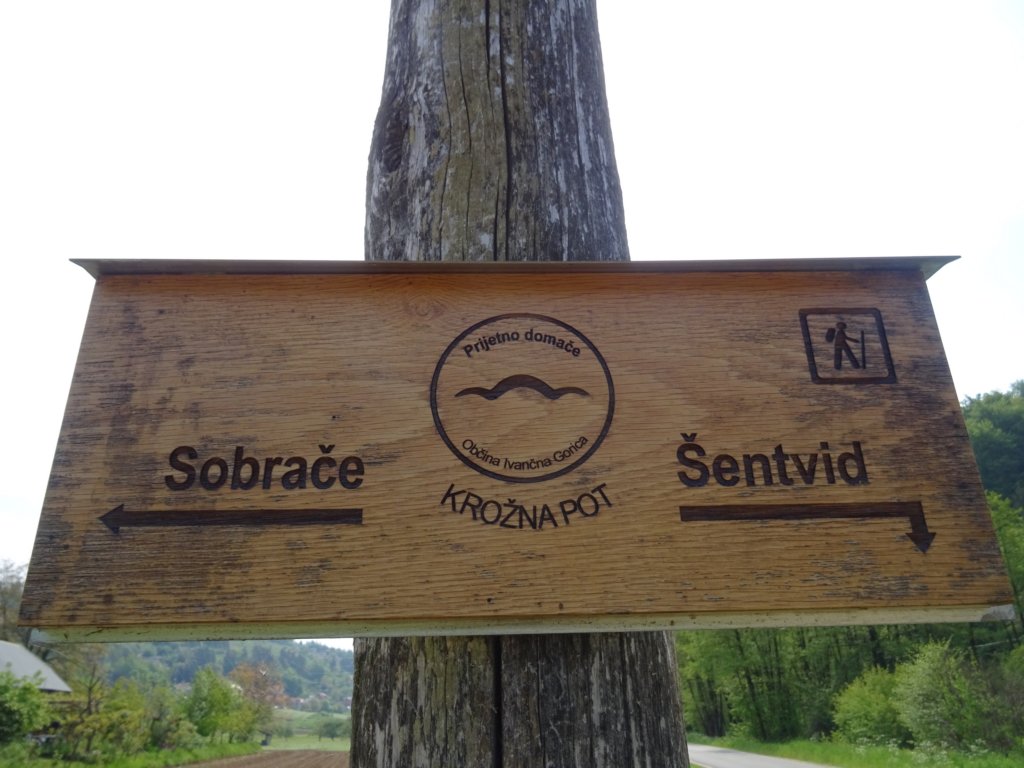 Prijetno domače
Občina Ivančna Gorica
KROŽNA POT
Sobrače
Šentvid